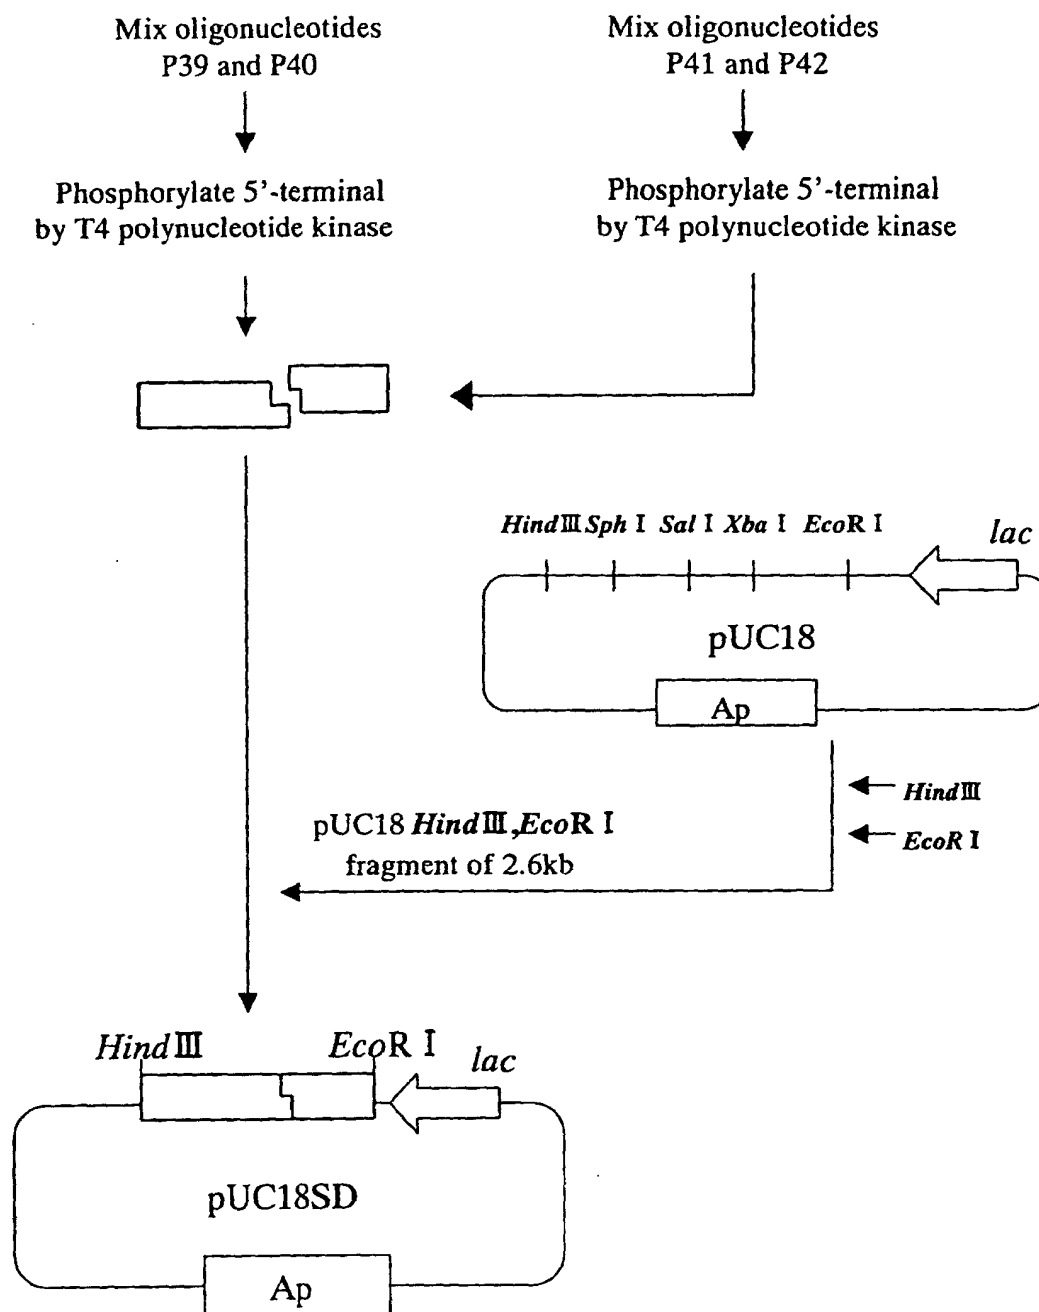 Mix oligonucleotides
P39 and P40
Mix oligonucleotides
P41 and P42
Phosphorylate 5'-terminal
by T4 polynucleotide kinase
Phosphorylate 5'-terminal
by T4 polynucleotide kinase
HindⅢ SphⅠ SalⅠ XbaⅠ EcoRⅠ
lac
pUC18
Ap
HindⅢ
EcoRⅠ
pUC18 HindⅢ,EcoRⅠ
fragment of 2.6kb
HindⅢ EcoRⅠ lac
pUC18SD
Ap